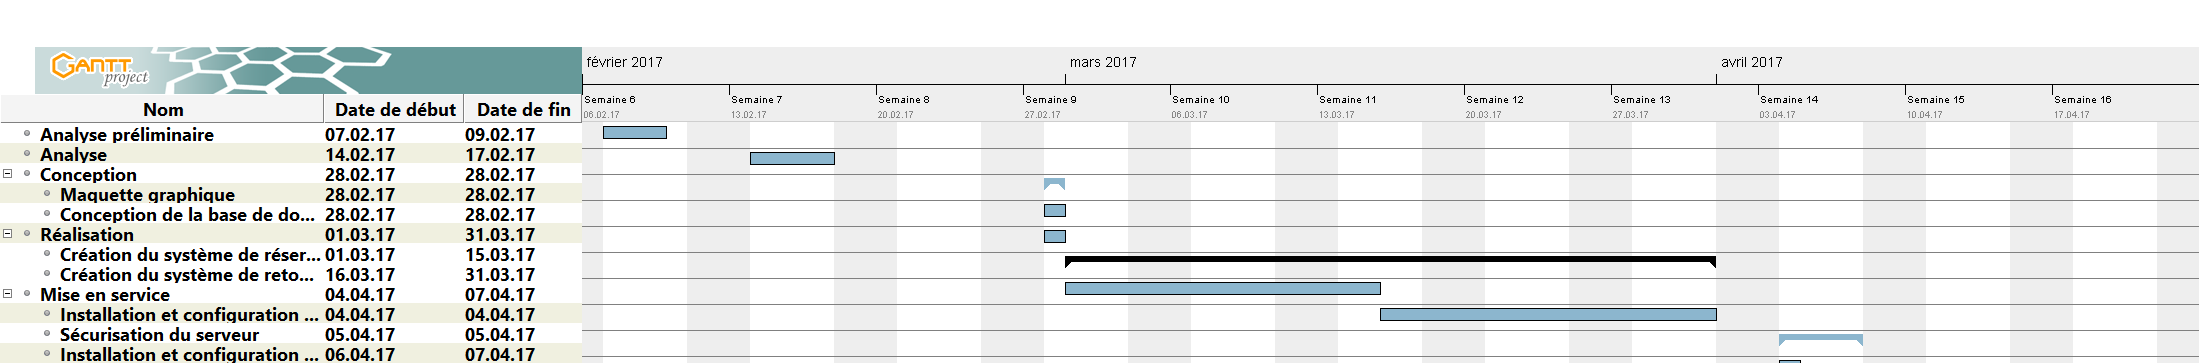 GANTT
project
février 2017 mars 2017 avril 2017
Nom Date de début Date de fin
Semaine 6 Semaine 7 Semaine 8 Semaine 9 Semaine 10 Semaine 11 Semaine 12 Semaine 13 Semaine 14 Semaine 15 Semaine 16
06.02.17 13.02.17 20.02.17 27.02.17 06.03.17 13.03.17 20.03.17 27.03.17 03.04.17 10.04.17 17.04.17
Analyse préliminaire 07.02.17 09.02.17
Analyse 14.02.17 17.02.17
Conception 28.02.17 28.02.17
Maquette graphique 28.02.17 28.02.17
Conception de la base de do... 28.02.17 28.02.17
Réalisation 01.03.17 31.03.17
Création du système de réser... 01.03.17 15.03.17
Création du système de reto... 16.03.17 31.03.17
Mise en service 04.04.17 07.04.17
Installation et configuration ... 04.04.17 04.04.17
Sécurisation du serveur 05.04.17 05.04.17
Installation et configuration ... 06.04.17 07.04.17